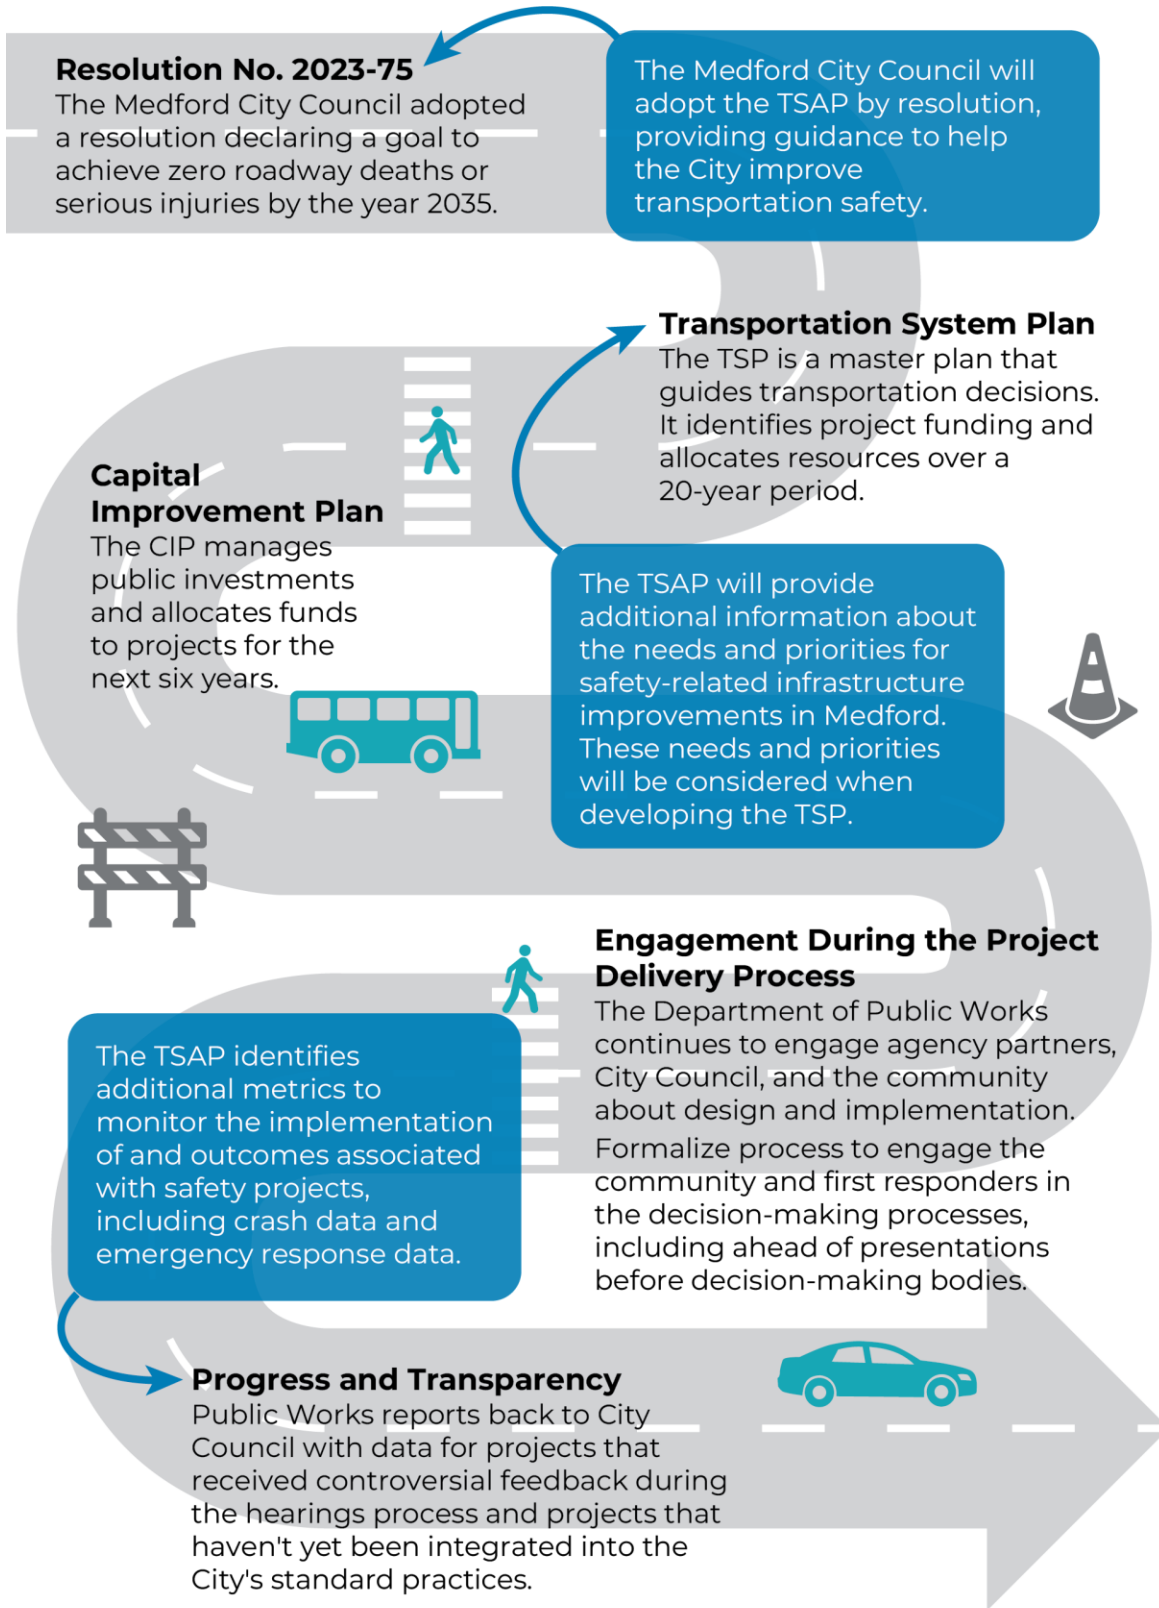 Resolution No. 2023-75
The Medford City Council adopted
a resolution declaring a goal to
achieve zero roadway deaths or
serious injuries by the year 2035.
The Medford City Council will
adopt the TSAP by resolution,
providing guidance to help
the City improve
transportation safety.
Transportation System Plan
The TSP is a master plan that
guides transportation decisions.
It identifies project funding and
allocates resources over a
20-year period.
Capital
Improvement Plan
The CIP manages
public investments
and allocates funds
to projects for the
next six years.
The TSAP will provide
additional information about
the needs and priorities for
safety-related infrastructure
improvements in Medford.
These needs and priorities
will be considered when
developing the TSP.
Engagement During the Project
Delivery Process
The Department of Public Works
continues to engage agency partners,
City Council, and the community
about design and implementation.
Formalize process to engage the
community and first responders in
the decision-making processes,
including ahead of presentations
before decision-making bodies.
The TSAP identifies
additional metrics to
monitor the implementation
of and outcomes associated
with safety projects,
including crash data and
emergency response data.
Progress and Transparency
Public Works reports back to City
Council with data for projects that
received controversial feedback during
the hearings process and projects that
haven't yet been integrated into the
City's standard practices.